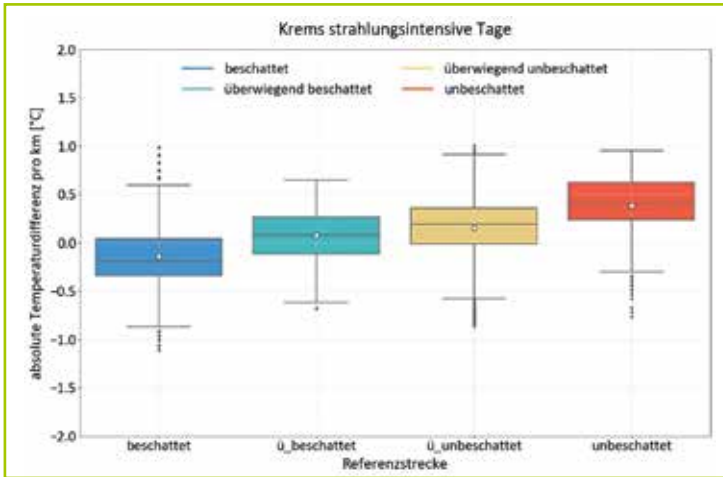 Krems strahlungsintensive Tage
absolute Temperaturdifferenz pro km [°C]
2.0
1.5
1.0
0.5
0.0
−0.5
−1.0
−1.5
−2.0
beschattet
überwiegend beschattet
überwiegend unbeschattet
unbeschattet
beschattet ü_beschattet ü_unbeschattet unbeschattet
Referenzstrecke